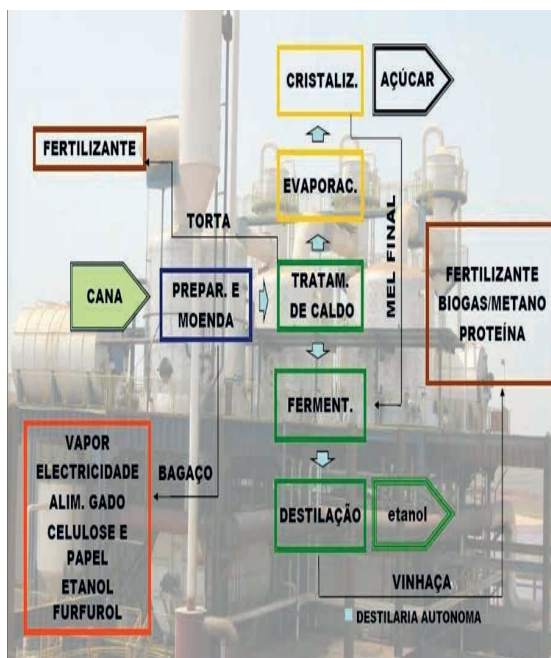 CRISTALIZ.
AÇÚCAR
FERTILIZANTE
EVAPORAC.
TORTA
MEL FINAL
CANA
PREPAR. E
MOENDA
TRATAM.
DE CALDO
FERTILIZANTE
BIOGAS/METANO
PROTEÍNA
FERMENT.
VAPOR
ELECTRICIDADE
ALIM. GADO
CELULOSE E
PAPEL
ETANOL
FURFUROL
BAGAÇO
DESTILAÇÃO
etanol
VINHAÇA
DESTILARIA AUTONOMA